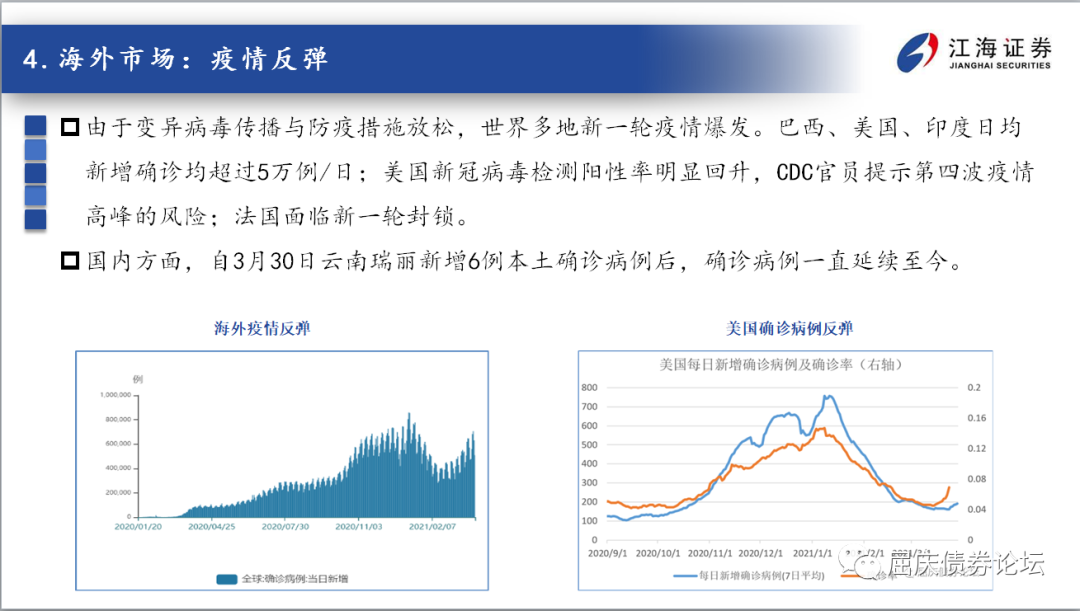 4. 海外市场：疫情反弹
江海证券
JIANGHAI SECURITIES
由于变异病毒传播与防疫措施放松，世界多地新一轮疫情爆发。巴西、美国、印度日均
新增确诊均超过5万例/日；美国新冠病毒检测阳性率明显回升，CDC官员提示第四波疫情
高峰的风险；法国面临新一轮封锁。
国内方面，自3月30日云南瑞丽新增6例本土确诊病例后，确诊病例一直延续至今。
海外疫情反弹
例
1,000,000
800,000
600,000
400,000
200,000
0
2020/01/20 2020/04/25 2020/07/30 2020/11/03 2021/02/07
全球:确诊病例:当日新增
美国确诊病例反弹
美国每日新增确诊病例及确诊率（右轴）
800 0.2
700
600 0.16
500 0.12
400
300 0.08
200 0.04
100
0 0
2020/9/1 2020/10/1 2020/11/1 2020/12/1 2021/1/1
每日新增确诊病例(7日平均)
屈庆债券论坛